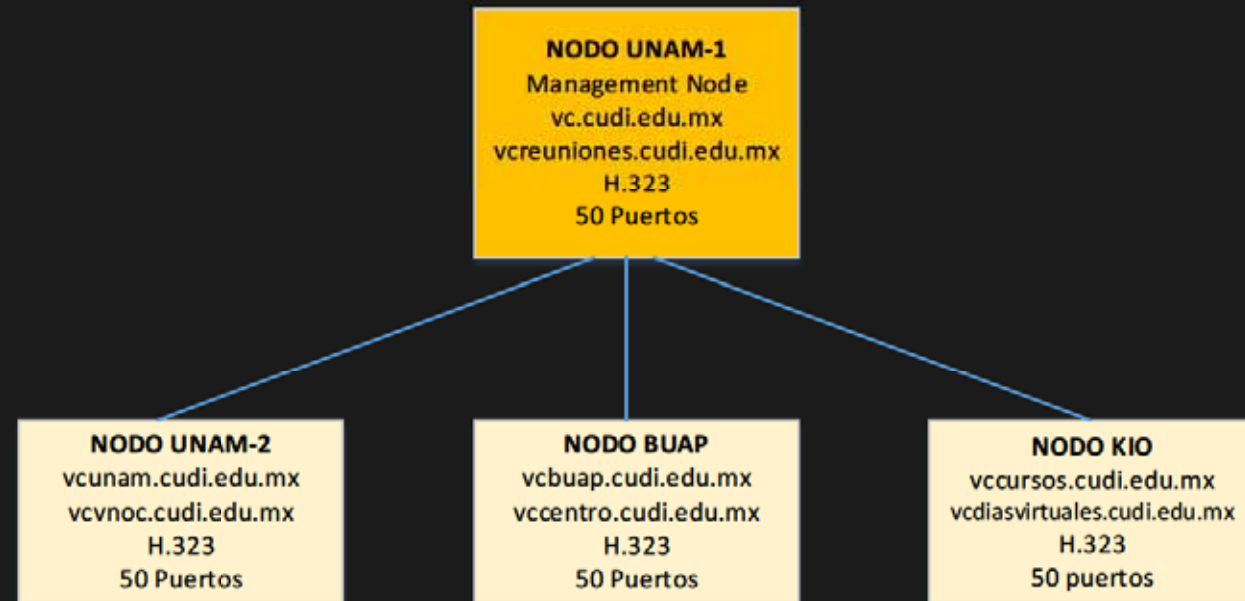 NODO UNAM-1
Management Node
vc.cudi.edu.mx
vcreuniones.cudi.edu.mx
H.323
50 Puertos
NODO UNAM-2
vcunam.cudi.edu.mx
vcvnoc.cudi.edu.mx
H.323
50 Puertos
NODO BUAP
vcbuap.cudi.edu.mx
vccentro.cudi.edu.mx
H.323
50 Puertos
NODO KIO
vccursos.cudi.edu.mx
vcdiasvirtuales.cudi.edu.mx
H.323
50 puertos